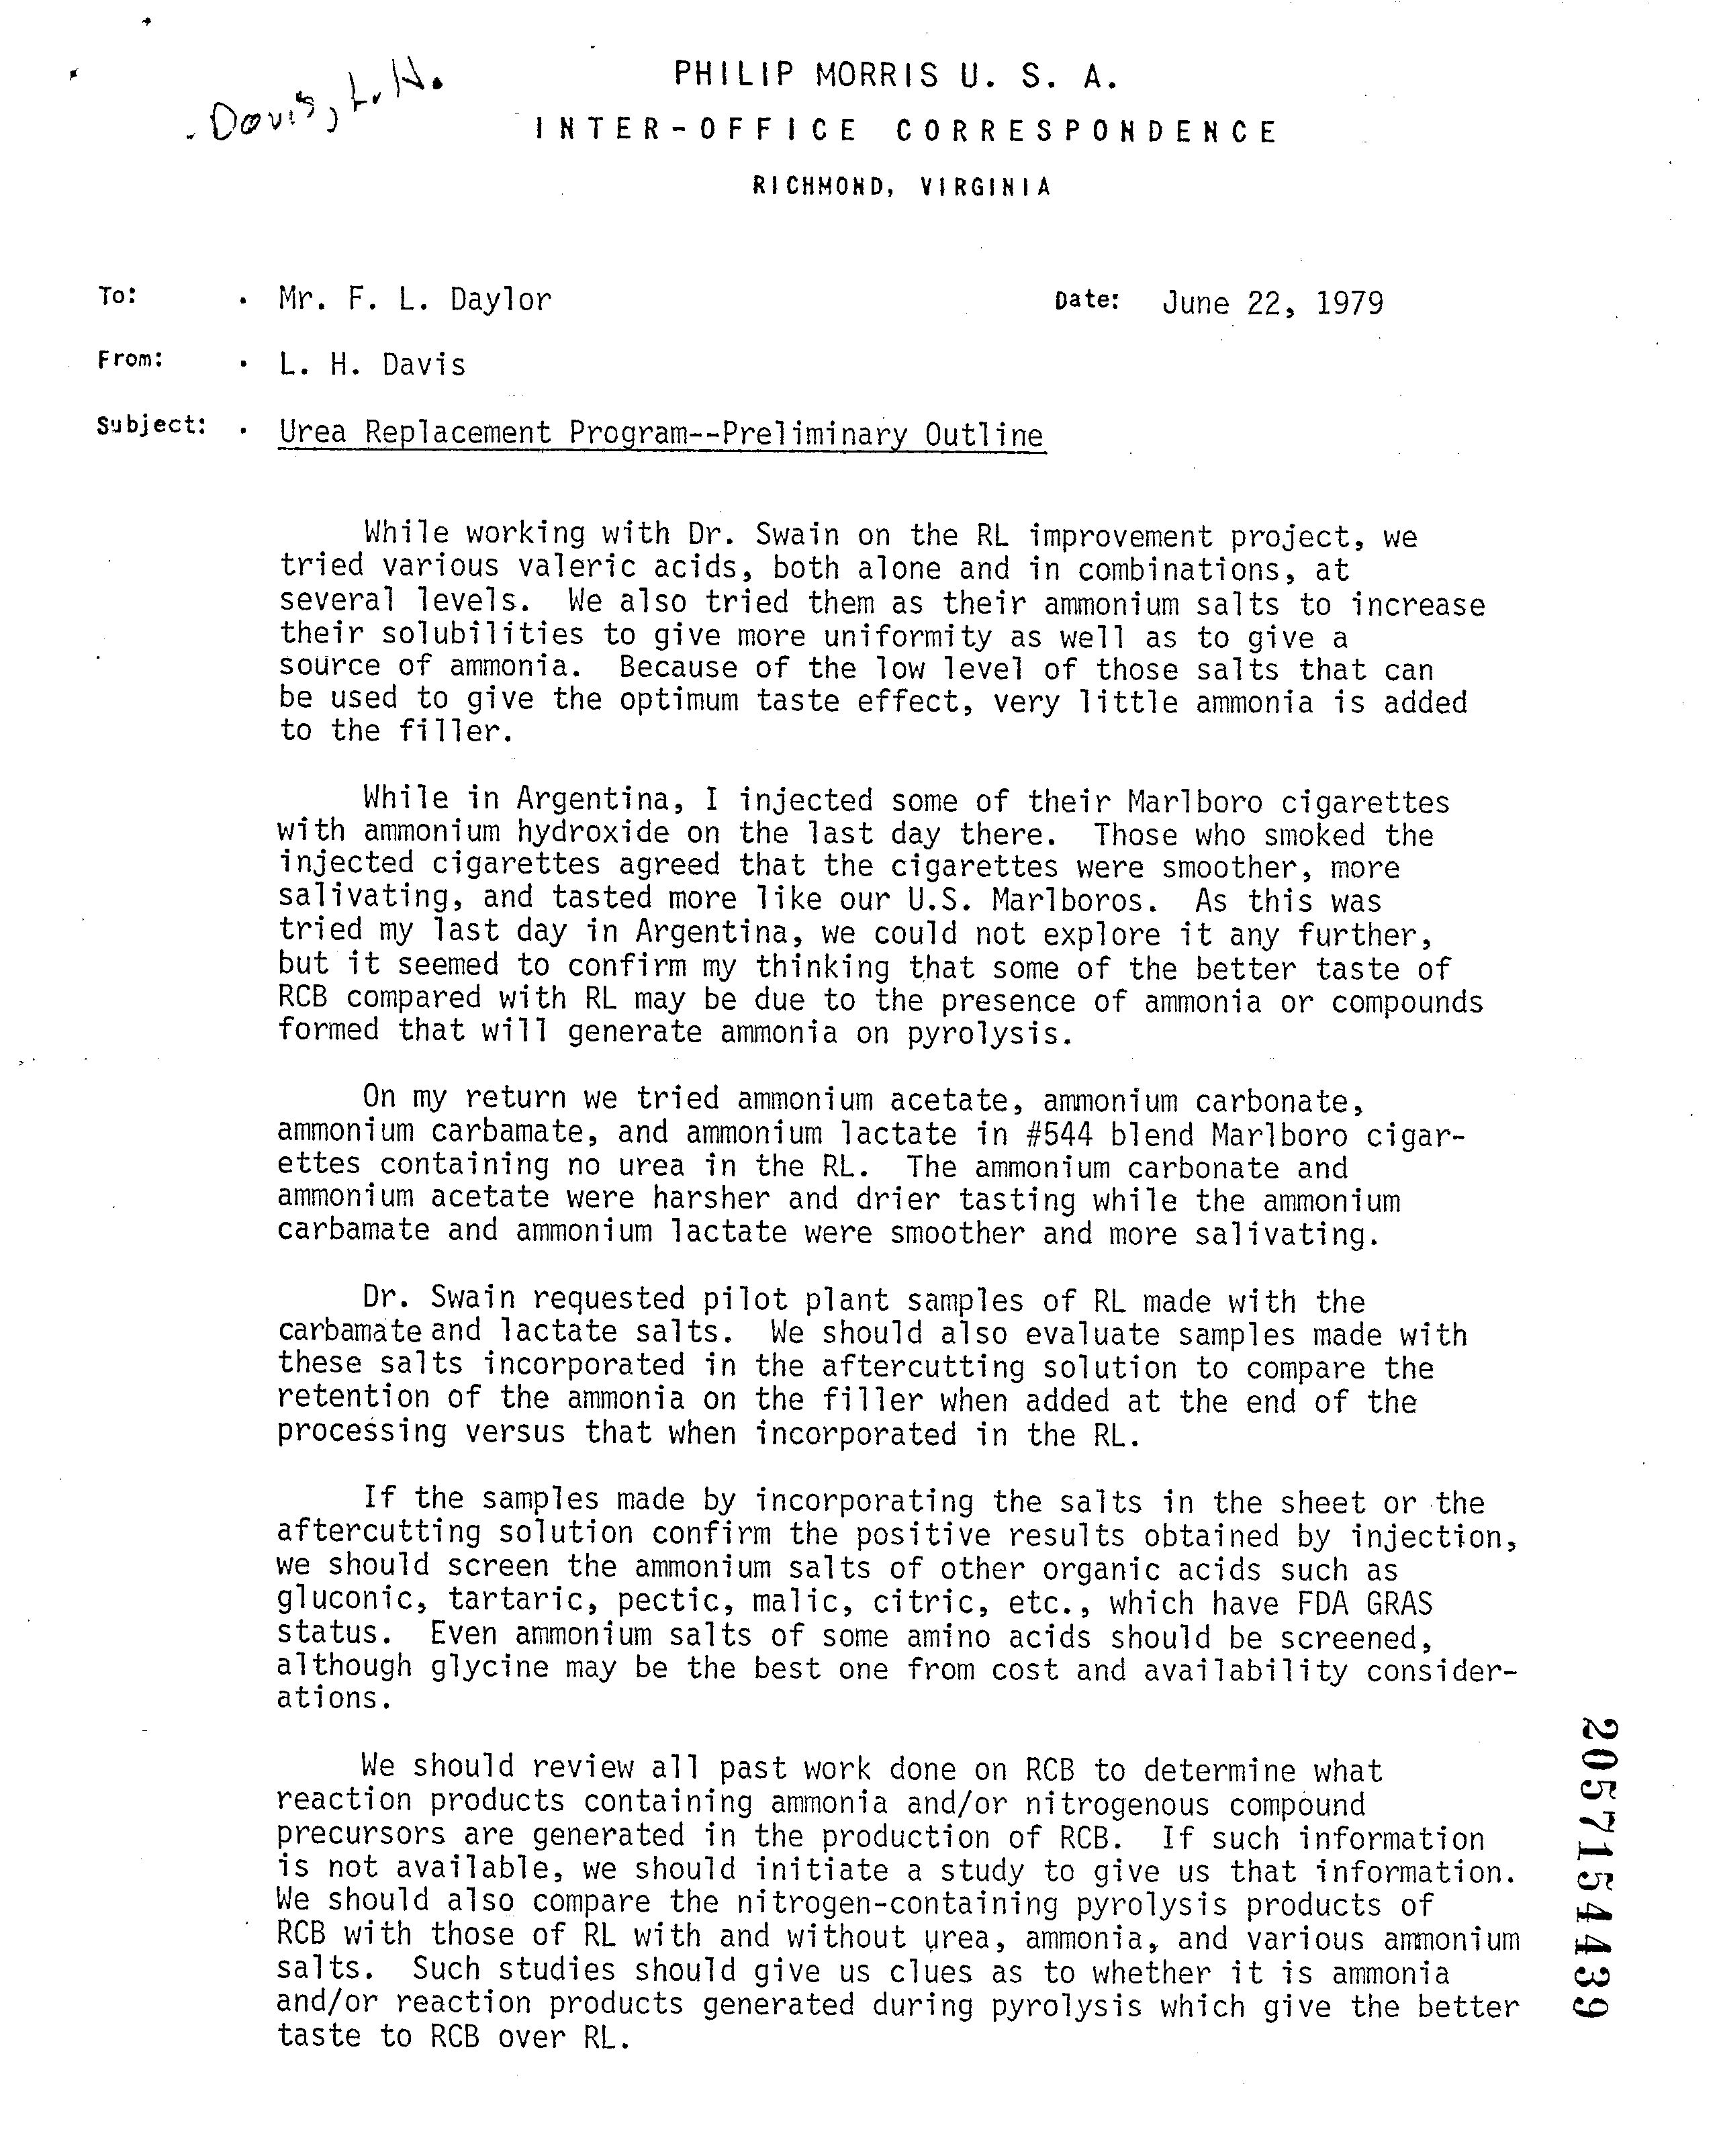 Davis, L. H.
PHILIP MORRIS U. S. A.
INTER-OFFICE CORRESPONDENCE
RICHMOND, VIRGINIA
To: . Mr. F. L. Daylor Date: June 22, 1979
From: . L. H. Davis
Subject: . Urea Replacement Program--Preliminary Outline
While working with Dr. Swain on the RL improvement project, we
tried various valeric acids, both alone and in combinations, at
several levels. We also tried them as their ammonium salts to increase
their solubilities to give more uniformity as well as to give a
source of ammonia. Because of the low level of those salts that can
be used to give the optimum taste effect, very little ammonia is added
to the filler.
While in Argentina, I injected some of their Marlboro cigarettes
with ammonium hydroxide on the last day there. Those who smoked the
injected cigarettes agreed that the cigarettes were smoother, more
salivating, and tasted more like our U.S. Marlboros. As this was
tried my last day in Argentina, we could not explore it any further,
but it seemed to confirm my thinking that some of the better taste of
RCB compared with RL may be due to the presence of ammonia or compounds
formed that will generate ammonia on pyrolysis.
On my return we tried ammonium acetate, ammonium carbonate,
ammonium carbamate, and ammonium lactate in #544 blend Marlboro cigar-
ettes containing no urea in the RL. The ammonium carbonate and
ammonium acetate were harsher and drier tasting while the ammonium
carbamate and ammonium lactate were smoother and more salivating.
Dr. Swain requested pilot plant samples of RL made with the
carbamate and lactate salts. We should also evaluate samples made with
these salts incorporated in the aftercutting solution to compare the
retention of the ammonia on the filler when added at the end of the
processing versus that when incorporated in the RL.
If the samples made by incorporating the salts in the sheet or the
aftercutting solution confirm the positive results obtained by injection,
we should screen the ammonium salts of other organic acids such as
gluconic, tartaric, pectic, malic, citric, etc., which have FDA GRAS
status. Even ammonium salts of some amino acids should be screened,
although glycine may be the best one from cost and availability consider-
ations.
We should review all past work done on RCB to determine what
reaction products containing ammonia and/or nitrogenous compound
precursors are generated in the production of RCB. If such information
is not available, we should initiate a study to give us that information.
We should also compare the nitrogen-containing pyrolysis products of
RCB with those of RL with and without urea, ammonia, and various ammonium
salts. Such studies should give us clues as to whether it is ammonia
and/or reaction products generated during pyrolysis which give the better
taste to RCB over RL.
2057154439